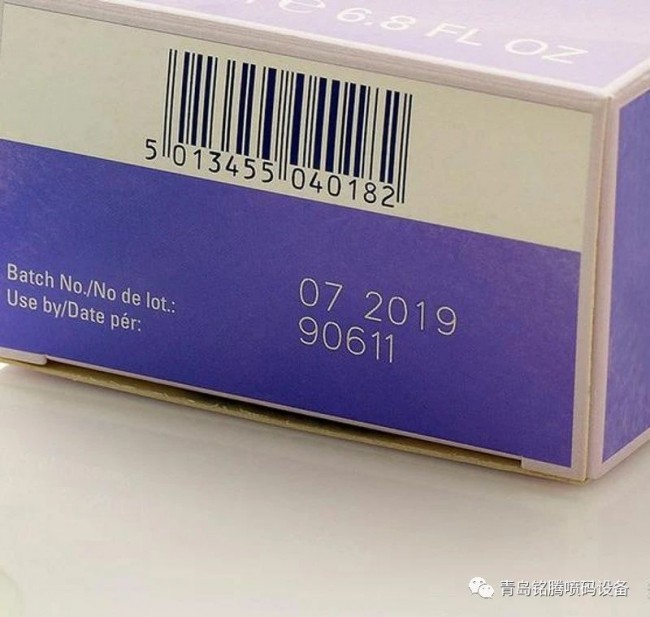 6.8 FL OZ
5 013455 040182
Batch No./No de lot.:
Use by/Date pér:
07 2019
90611
青岛铭腾喷码设备